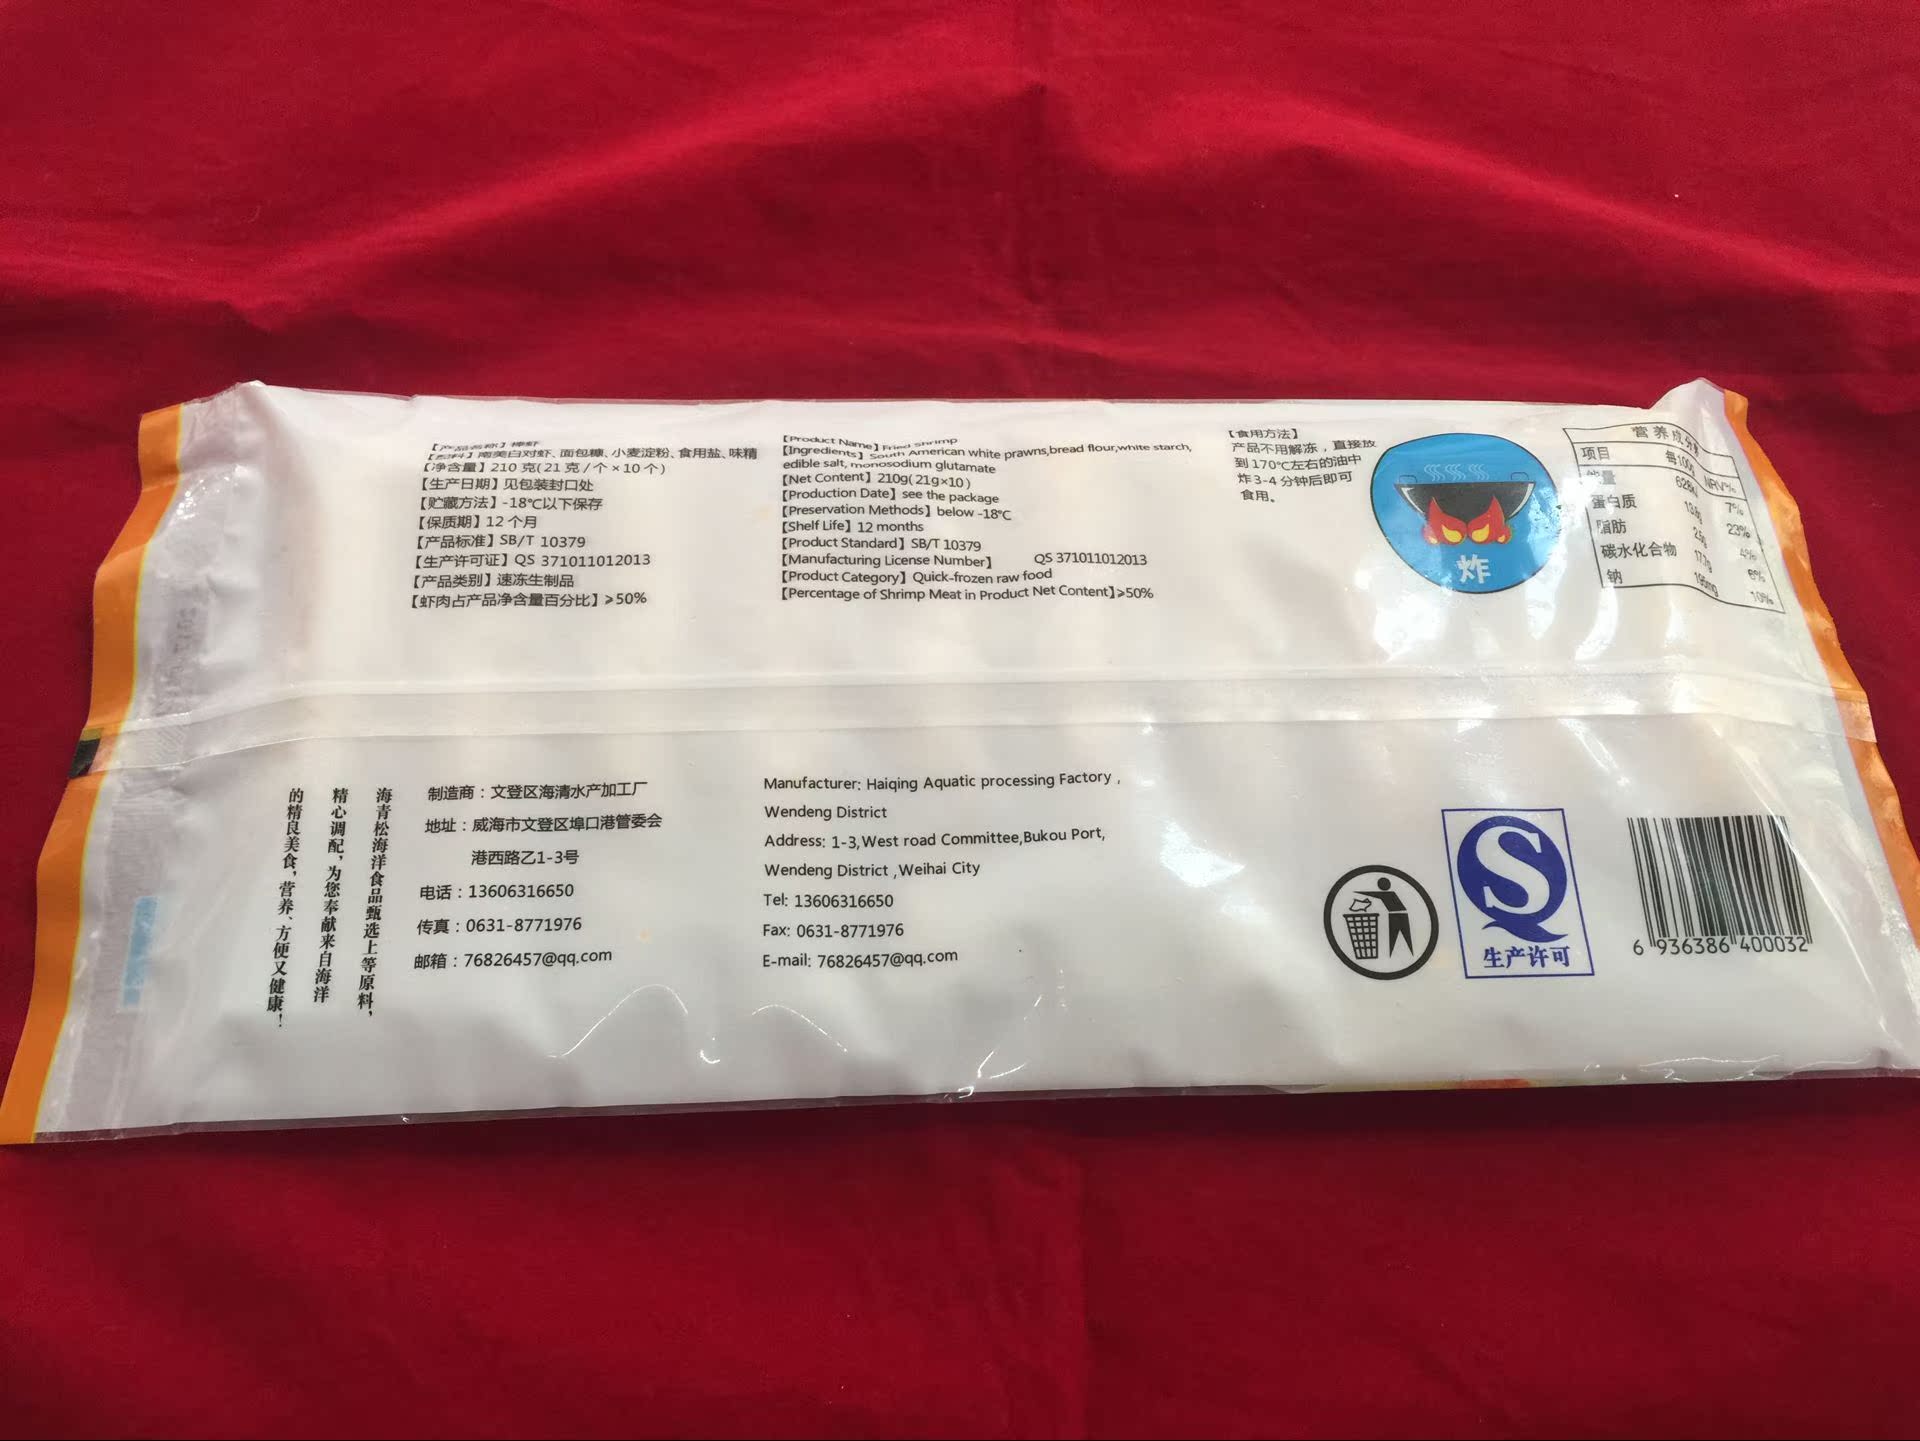 【产品名称】棒虾
【配料】南美白对虾、面包糠、小麦淀粉、食用盐、味精
【净含量】210 克(21 克/个×10 个)
【生产日期】见包装封口处
【贮藏方法】-18℃以下保存
【保质期】12 个月
【产品标准】SB/T 10379
【生产许可证】QS 371011012013
【产品类别】速冻生制品
【虾肉占产品净含量百分比】≥50%
【Product Name】Fried shrimp
【Ingredients】South American white prawns,bread flour,white starch,
edible salt, monosodium glutamate
【Net Content】210g(21g×10)
【Production Date】see the package
【Preservation Methods】below -18℃
【Shelf Life】12 months
【Product Standard】SB/T 10379
【Manufacturing License Number】 QS 371011012013
【Product Category】Quick-frozen raw food
【Percentage of Shrimp Meat in Product Net Content】≥50%
【食用方法】
产品不用解冻，直接放
到170℃左右的油中
炸3-4 分钟后即可
食用。
炸
营养成分
项目 每100g NRV%
能量 628kJ 7%
蛋白质 13.8g 23%
脂肪 4%
碳水化合物 17.7g 6%
钠 196mg 10%
海青松海洋食品甄选上等原料，
精心调配，为您奉献来自海洋
的精良美食，营养、方便又健康！
制造商：文登区海清水产加工厂
地址：威海市文登区埠口港管委会
港西路乙1-3号
电话：13606316650
传真：0631-8771976
邮箱：76826457@qq.com
Manufacturer: Haiqing Aquatic processing Factory ,
Wendeng District
Address: 1-3,West road Committee,Bukou Port,
Wendeng District ,Weihai City
Tel: 13606316650
Fax: 0631-8771976
E-mail: 76826457@qq.com
生产许可
6 936386 400032